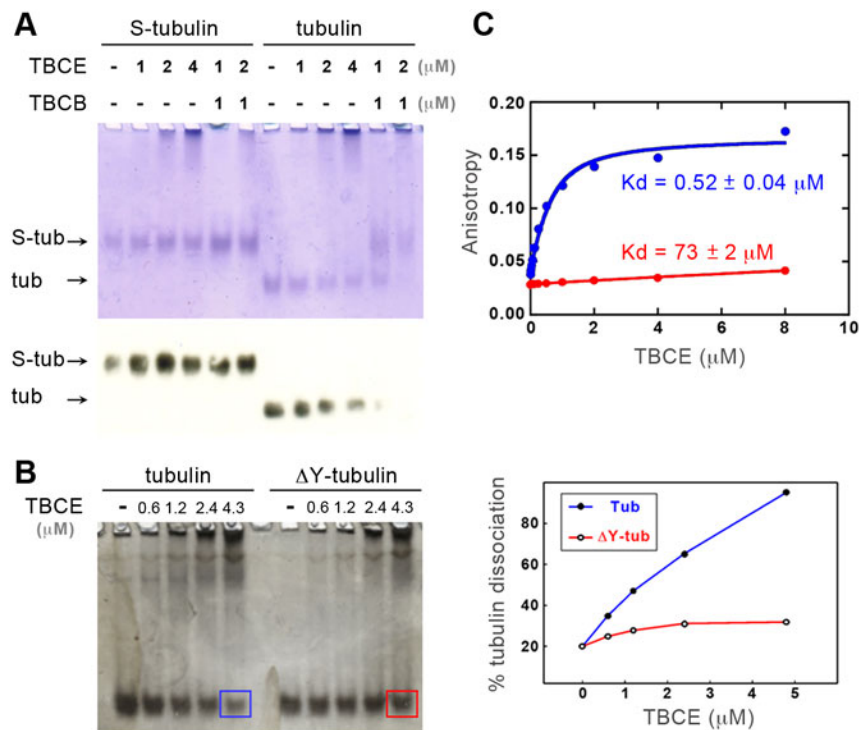 A
S-tubulin tubulin
TBCE - 1 2 4 1 2 - 1 2 4 1 2 (μM)
TBCB - - - - 1 1 - - - - 1 1 (μM)
S-tub→
tub →
S-tub→
tub →
B
tubulin ΔY-tubulin
TBCE - 0.6 1.2 2.4 4.3 - 0.6 1.2 2.4 4.3
(μM)
C
0.20
0.15
0.10
0.05
0.00
Anisotropy
Kd = 0.52 ± 0.04 μM
Kd = 73 ± 2 μM
0 2 4 6 8 10
TBCE (μM)
Tub
ΔY-tub
80
60
40
20
% tubulin dissociation
0 1 2 3 4 5
TBCE (μM)